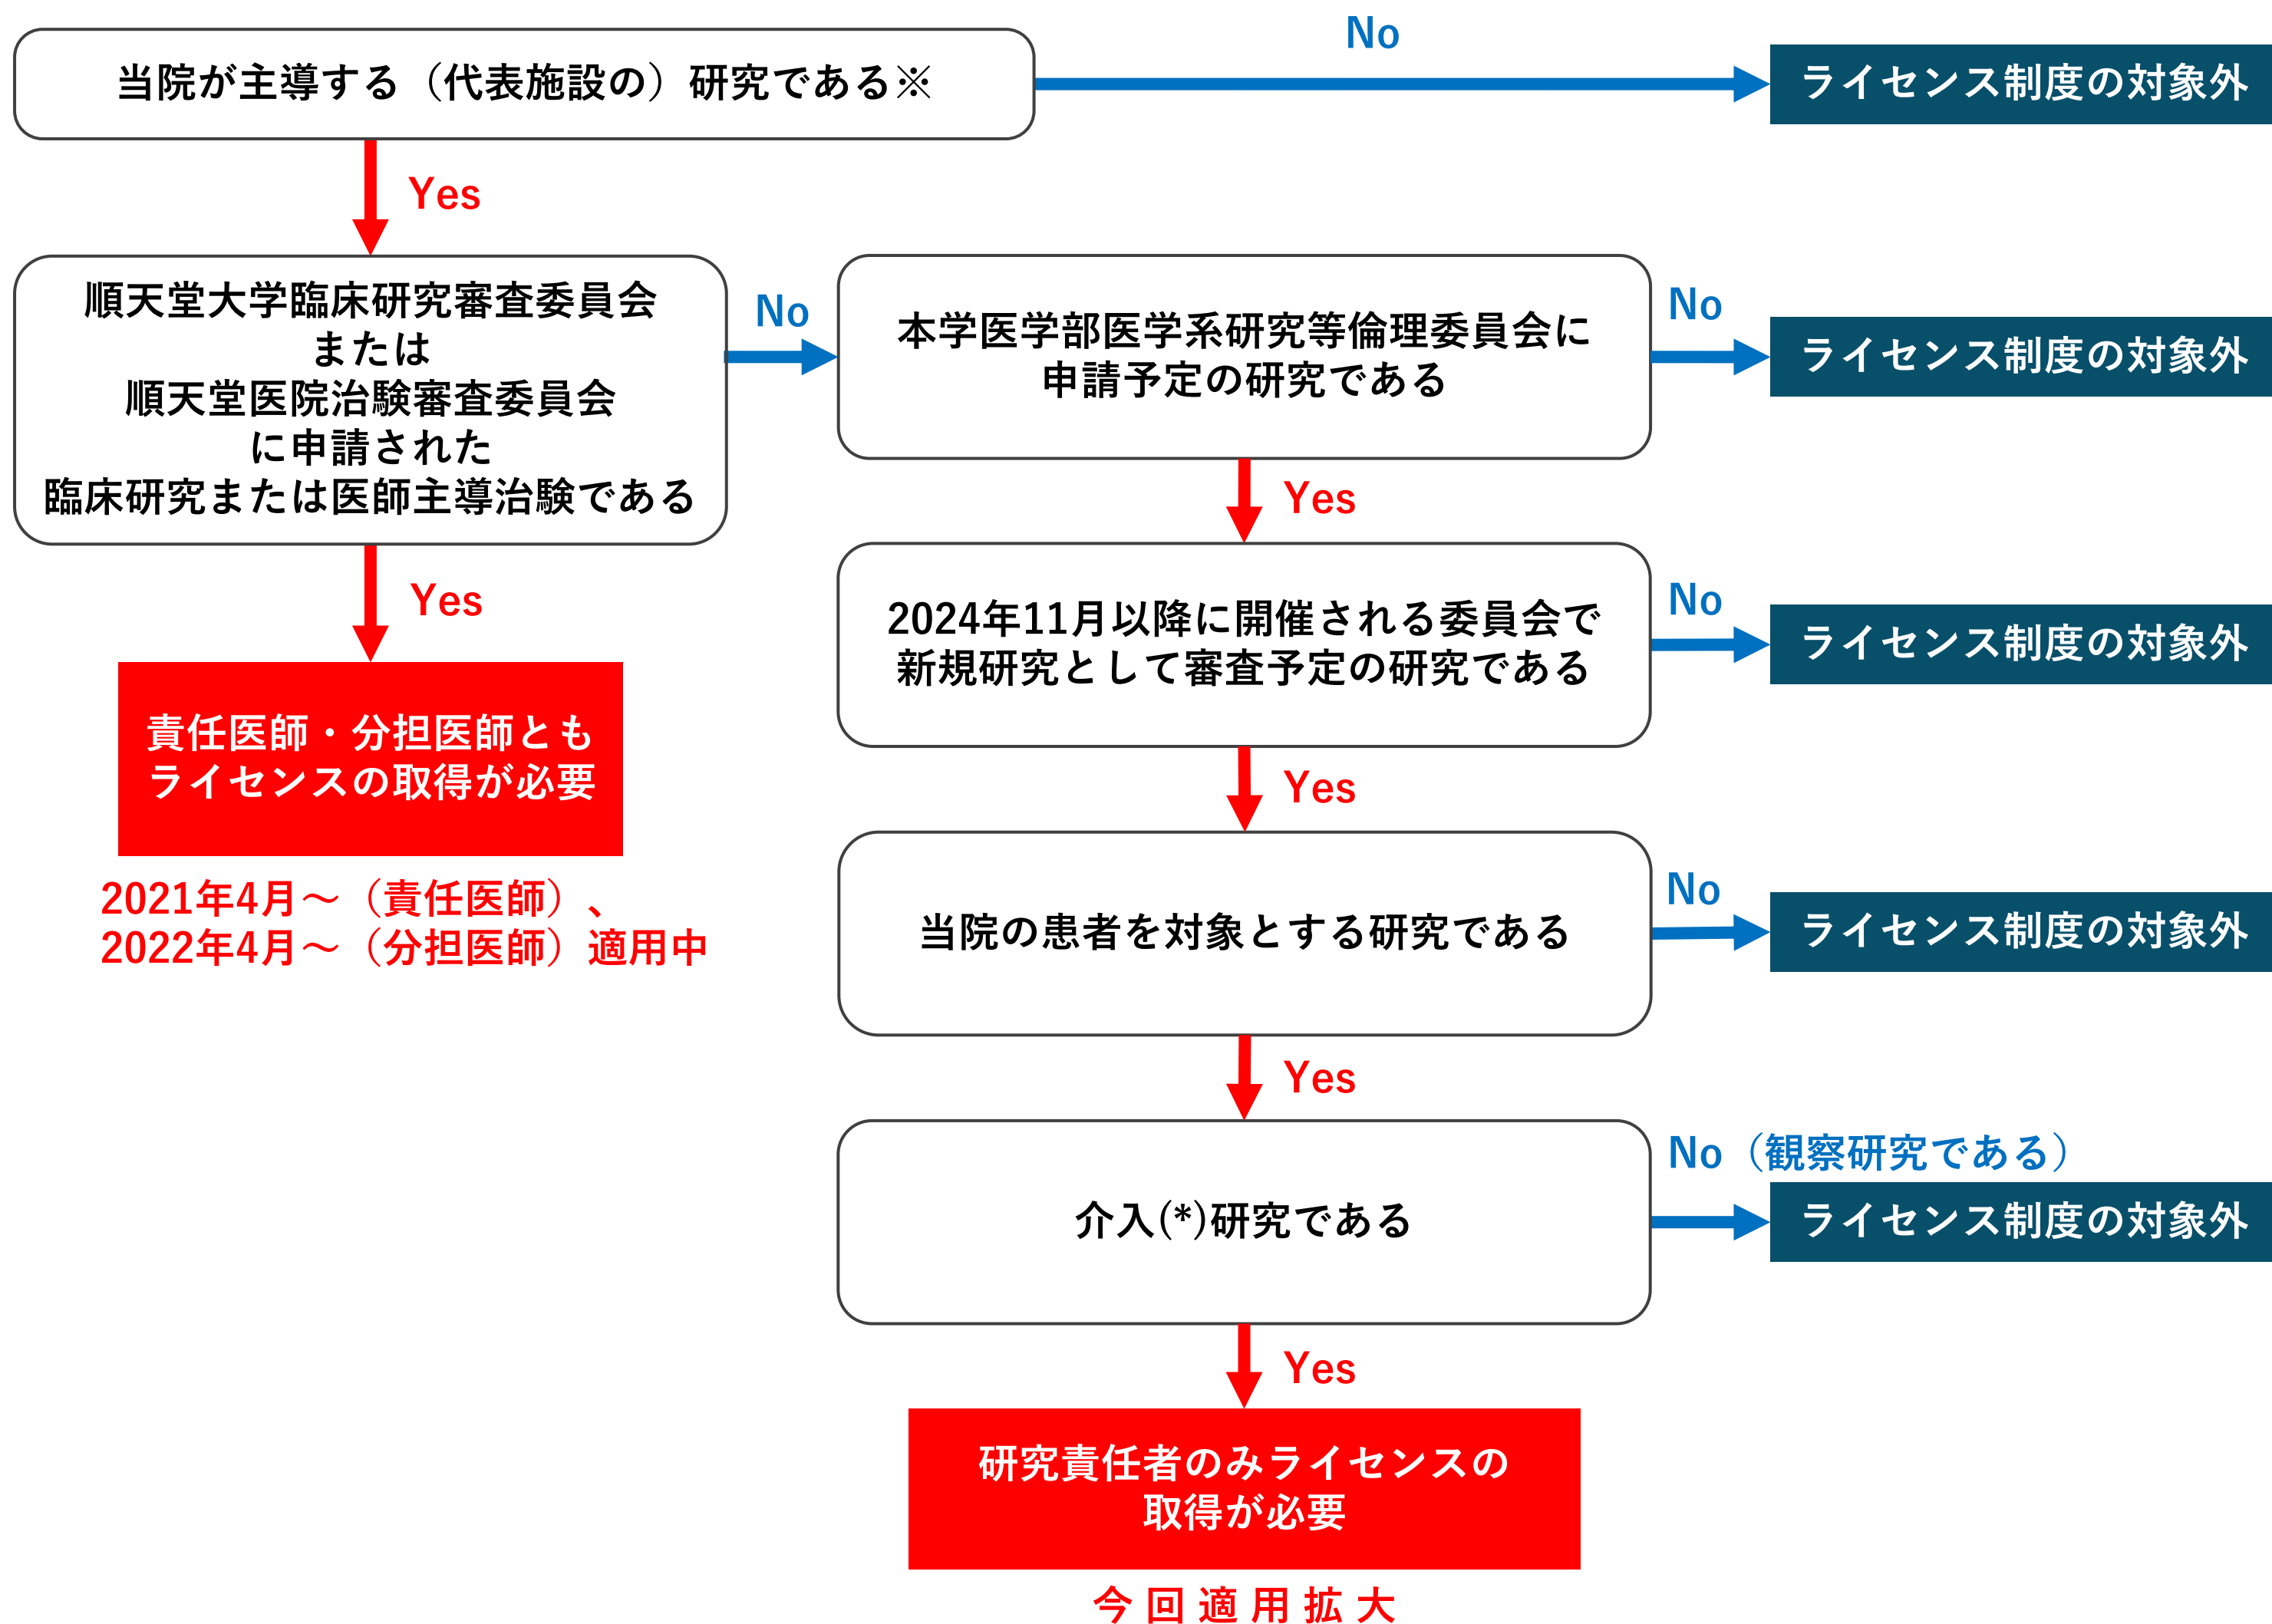 当院が主導する（代表施設の）研究である※
No
ライセンス制度の対象外
Yes
順天堂大学臨床研究審査委員会
または
順天堂医院治験審査委員会
に申請された
臨床研究または医師主導治験である
No
本学医学部医学系研究等倫理委員会に
申請予定の研究である
No
ライセンス制度の対象外
Yes
責任医師・分担医師とも
ライセンスの取得が必要
2021年4月～（責任医師）、
2022年4月～（分担医師）適用中
Yes
2024年11月以降に開催される委員会で
新規研究として審査予定の研究である
No
ライセンス制度の対象外
Yes
当院の患者を対象とする研究である
No
ライセンス制度の対象外
Yes
介入(*)研究である
No（観察研究である）
ライセンス制度の対象外
Yes
研究責任者のみライセンスの
取得が必要
今回適用拡大